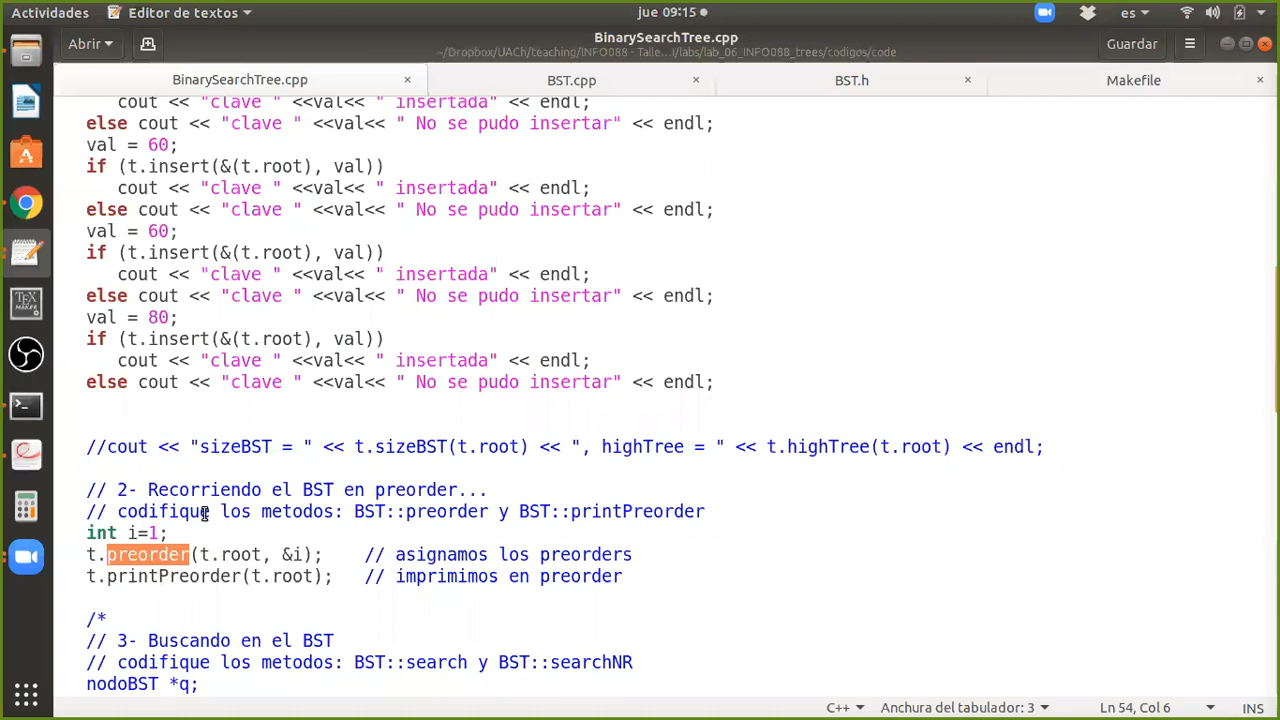 Actividades Editor de textos jue 09:15 es
Abrir BinarySearchTree.cpp Guardar
~/Dropbox/UACh/teaching/INFO088 - Talle…l/labs/lab_06_INFO088_trees/codigos/code
BinarySearchTree.cpp × BST.cpp × BST.h × Makefile ×
cout << "clave " <<val<< " insertada" << endl;
else cout << "clave " <<val<< " No se pudo insertar" << endl;
val = 60;
if (t.insert(&(t.root), val))
cout << "clave " <<val<< " insertada" << endl;
else cout << "clave " <<val<< " No se pudo insertar" << endl;
val = 60;
if (t.insert(&(t.root), val))
cout << "clave " <<val<< " insertada" << endl;
else cout << "clave " <<val<< " No se pudo insertar" << endl;
val = 80;
if (t.insert(&(t.root), val))
cout << "clave " <<val<< " insertada" << endl;
else cout << "clave " <<val<< " No se pudo insertar" << endl;
//cout << "sizeBST = " << t.sizeBST(t.root) << ", highTree = " << t.highTree(t.root) << endl;
// 2- Recorriendo el BST en preorder...
// codifique los metodos: BST::preorder y BST::printPreorder
int i=1;
t.preorder(t.root, &i); // asignamos los preorders
t.printPreorder(t.root); // imprimimos en preorder
/*
// 3- Buscando en el BST
// codifique los metodos: BST::search y BST::searchNR
nodoBST *q;
C++ Anchura del tabulador: 3 Ln 54, Col 6 INS